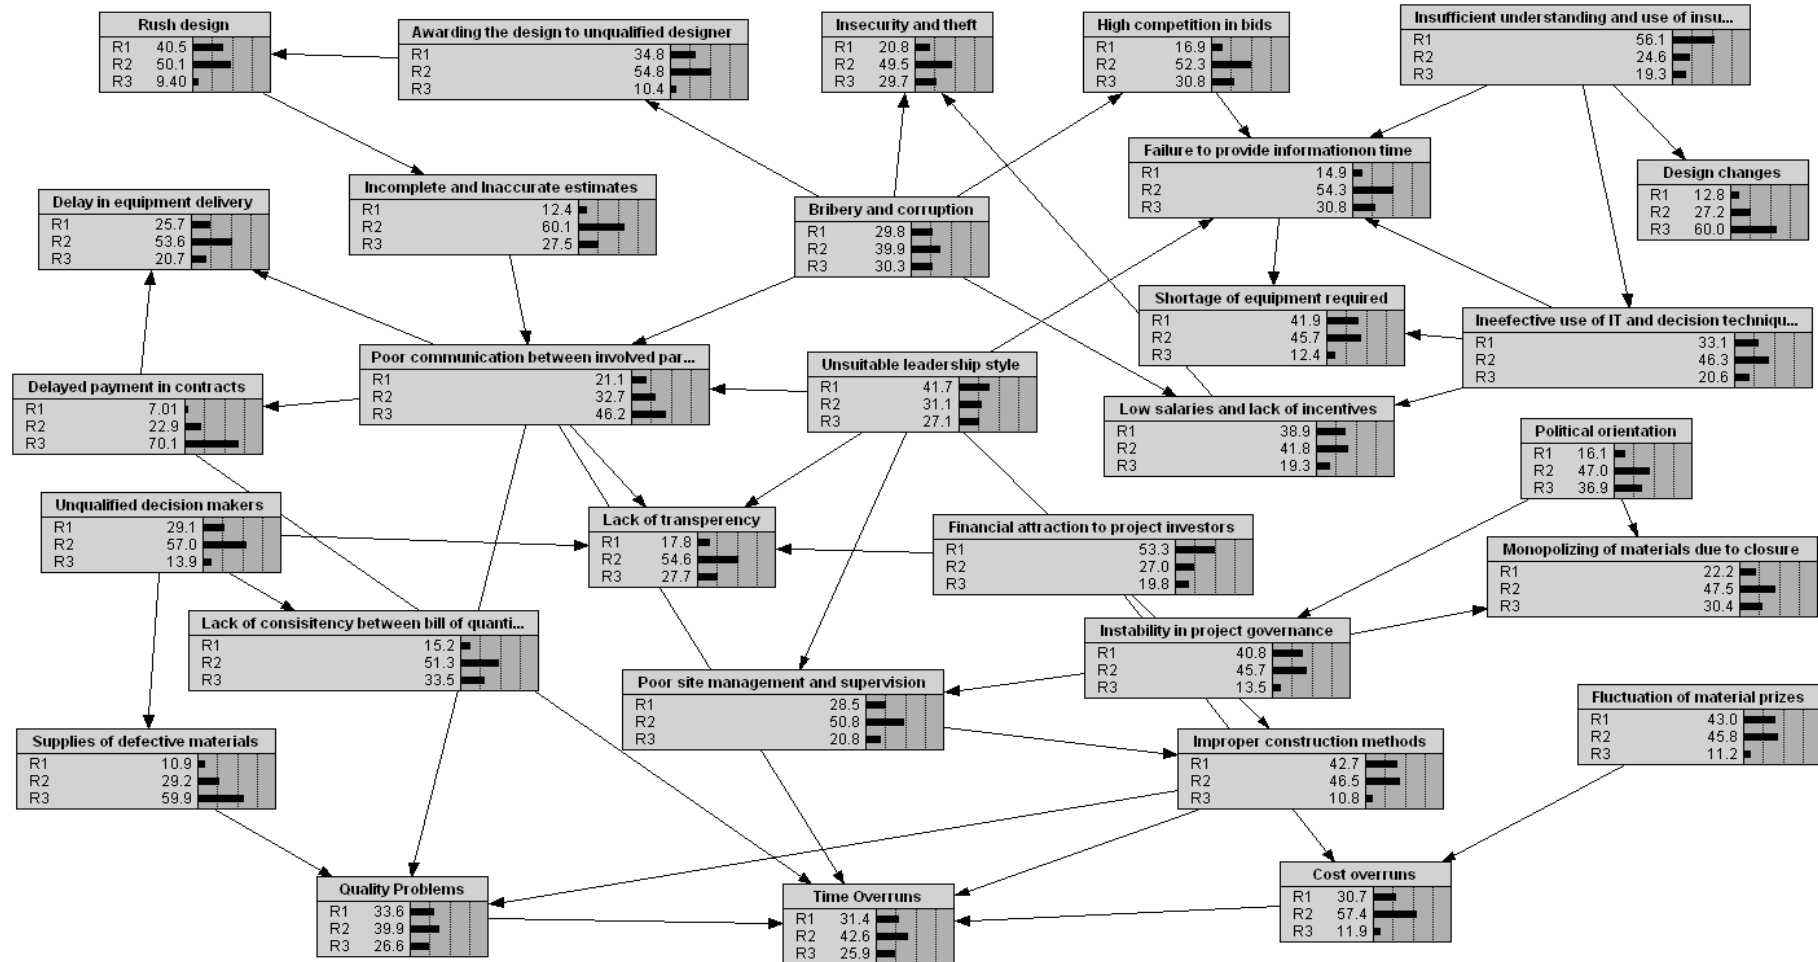 Rush design
R1 40.5
R2 50.1
R3 9.40
Awarding the design to unqualified designer
R1 34.8
R2 54.8
R3 10.4
Insecurity and theft
R1 20.8
R2 49.5
R3 29.7
High competition in bids
R1 16.9
R2 52.3
R3 30.8
Insufficient understanding and use of insu...
R1 56.1
R2 24.6
R3 19.3
Failure to provide informationon time
R1 14.9
R2 54.3
R3 30.8
Design changes
R1 12.8
R2 27.2
R3 60.0
Incomplete and Inaccurate estimates
R1 12.4
R2 60.1
R3 27.5
Delay in equipment delivery
R1 25.7
R2 53.6
R3 20.7
Bribery and corruption
R1 29.8
R2 39.9
R3 30.3
Shortage of equipment required
R1 41.9
R2 45.7
R3 12.4
Ineefective use of IT and decision techniqu...
R1 33.1
R2 46.3
R3 20.6
Poor communication between involved par...
R1 21.1
R2 32.7
R3 46.2
Unsuitable leadership style
R1 41.7
R2 31.1
R3 27.1
Delayed payment in contracts
R1 7.01
R2 22.9
R3 70.1
Low salaries and lack of incentives
R1 38.9
R2 41.8
R3 19.3
Political orientation
R1 16.1
R2 47.0
R3 36.9
Unqualified decision makers
R1 29.1
R2 57.0
R3 13.9
Lack of transperency
R1 17.8
R2 54.6
R3 27.7
Financial attraction to project investors
R1 53.3
R2 27.0
R3 19.8
Monopolizing of materials due to closure
R1 22.2
R2 47.5
R3 30.4
Lack of consisitency between bill of quanti...
R1 15.2
R2 51.3
R3 33.5
Instability in project governance
R1 40.8
R2 45.7
R3 13.5
Poor site management and supervision
R1 28.5
R2 50.8
R3 20.8
Fluctuation of material prizes
R1 43.0
R2 45.8
R3 11.2
Supplies of defective materials
R1 10.9
R2 29.2
R3 59.9
Improper construction methods
R1 42.7
R2 46.5
R3 10.8
Quality Problems
R1 33.6
R2 39.9
R3 26.6
Time Overruns
R1 31.4
R2 42.6
R3 25.9
Cost overruns
R1 30.7
R2 57.4
R3 11.9